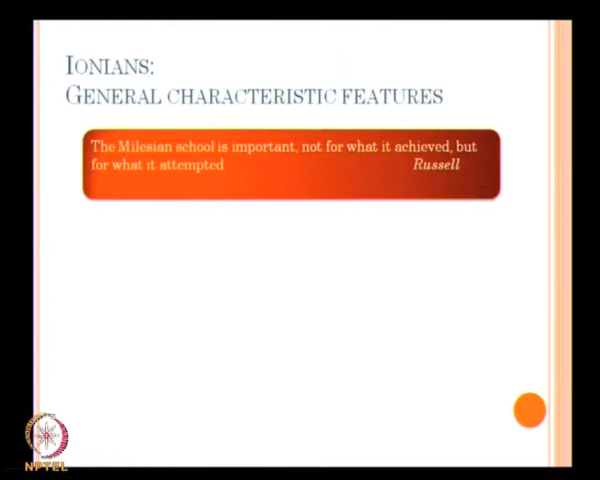 IONIANS:
GENERAL CHARACTERISTIC FEATURES
The Milesian school is important, not for what it achieved, but
for what it attempted Russell
NPTEL